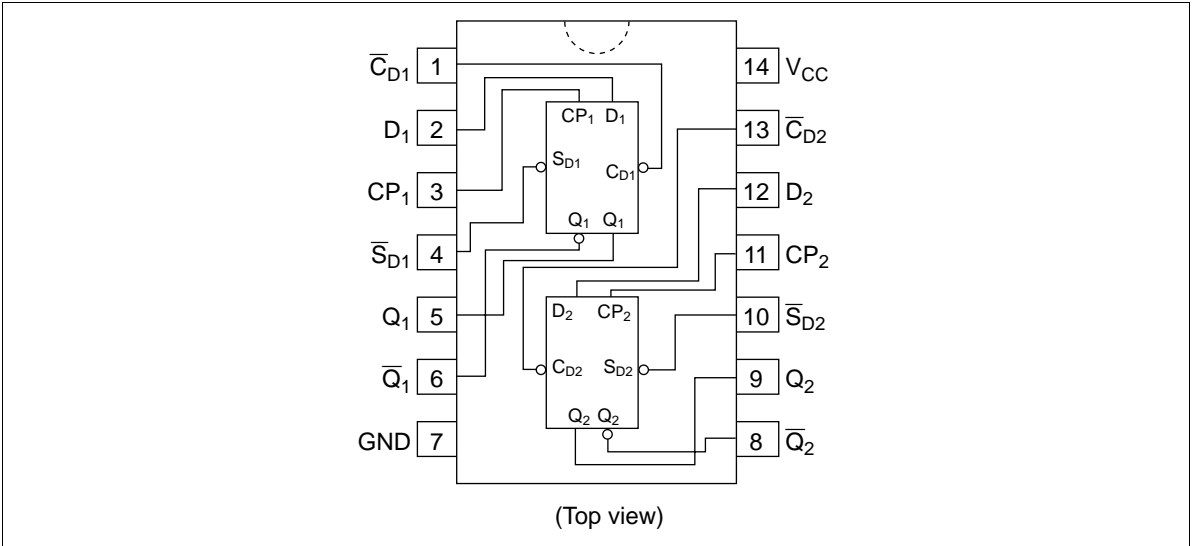 C̅D1 1
14 VCC
D1 2
13 C̅D2
CP1 3
12 D2
S̅D1 4
11 CP2
Q1 5
10 S̅D2
Q̅1 6
9 Q2
GND 7
8 Q̅2
CP1 D1
SD1
CD1
Q1 Q1
D2 CP2
CD2 SD2
Q2 Q2
(Top view)